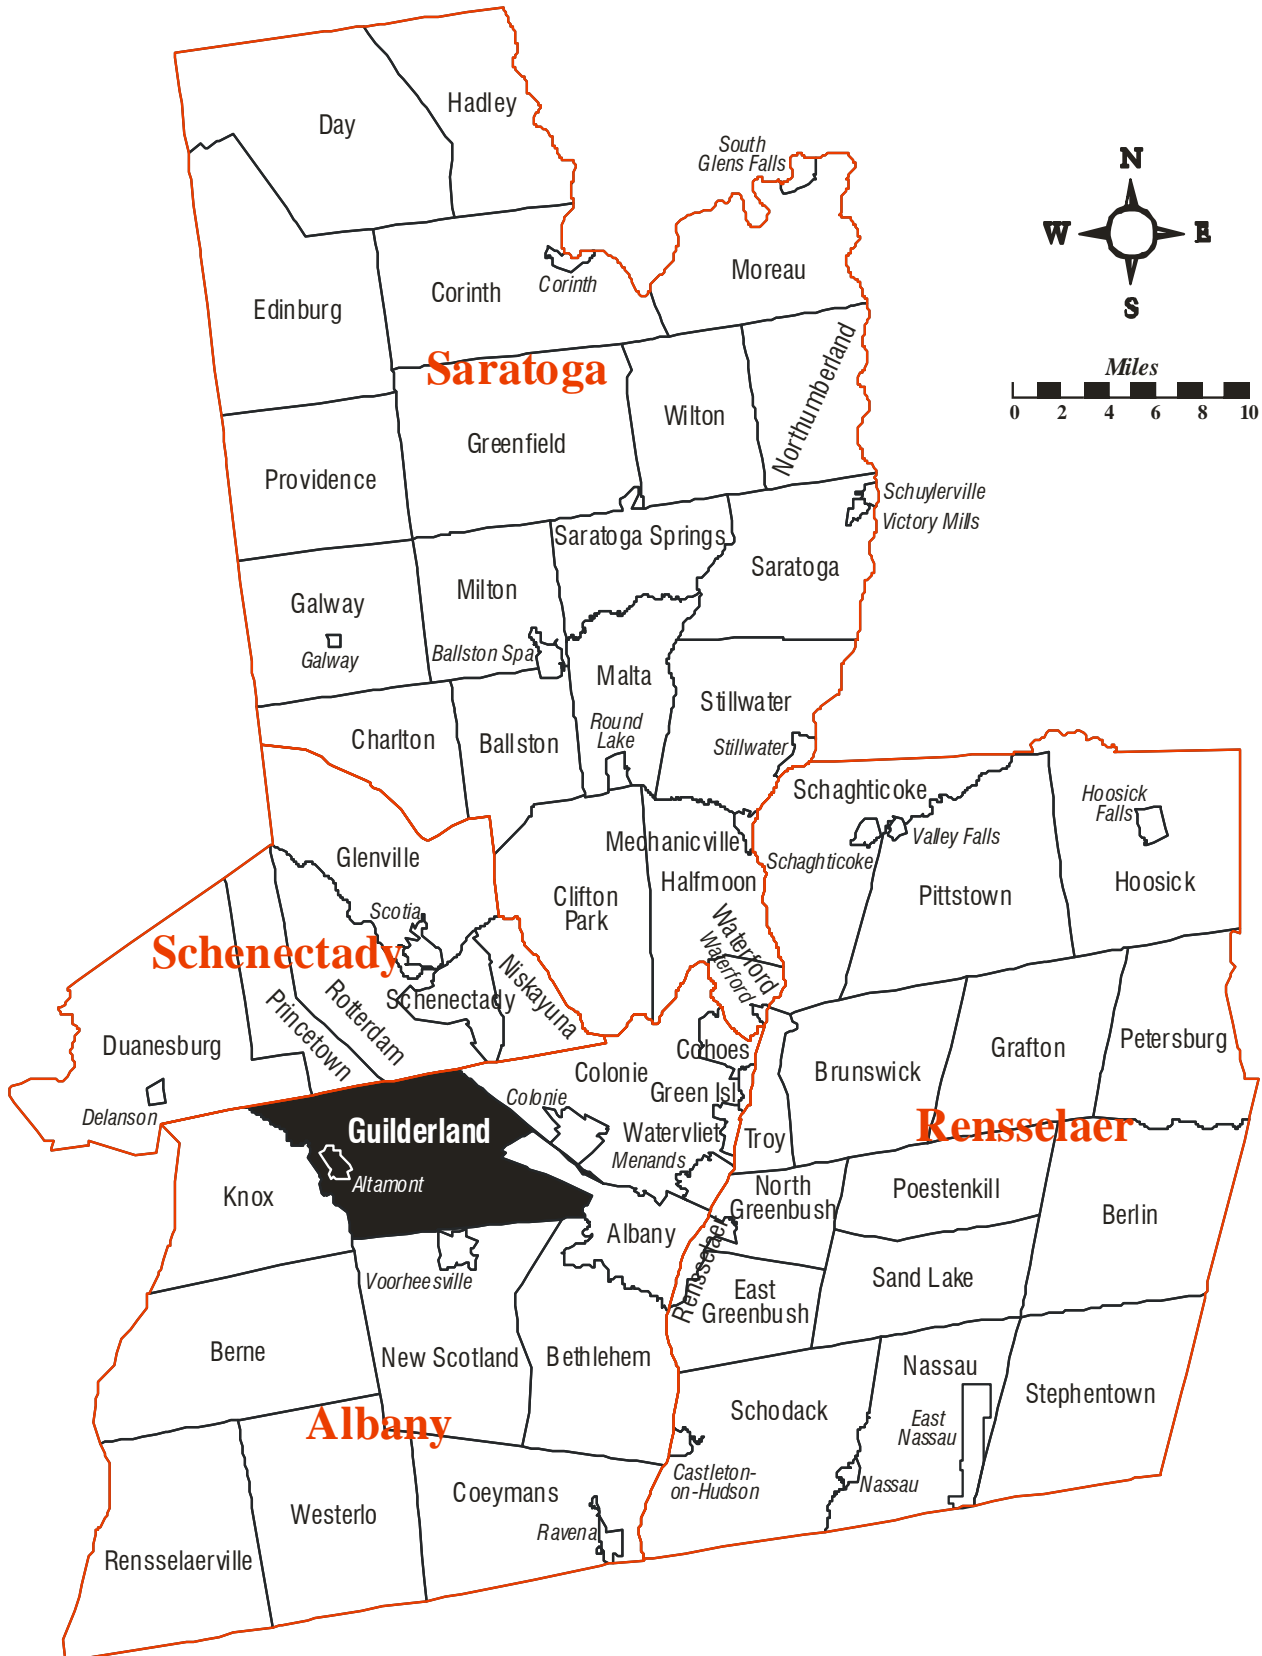 Hadley
Day
South
Glens Falls
N
W
E
S
Moreau
Corinth
Corinth
Edinburg
Miles
0 2 4 6 8 10
Saratoga
Northumberland
Wilton
Greenfield
Providence
Schuylerville
Victory Mills
Saratoga Springs
Saratoga
Milton
Galway
Galway
Ballston Spa
Malta
Stillwater
Round
Lake
Stillwater
Charlton
Ballston
Schaghticoke
Hoosick
Falls
Mechanicville
Valley Falls
Schaghticoke
Glenville
Halfmoon
Hoosick
Clifton
Park
Pittstown
Scotia
Waterford
Waterford
Schenectady
Niskayuna
Schenectady
Rotterdam
Princetown
Duanesburg
Cohoes
Grafton
Petersburg
Colonie
Brunswick
Green Isl.
Colonie
Delanson
Rensselaer
Guilderland
Watervliet
Troy
Menands
Altamont
Knox
North
Greenbush
Poestenkill
Berlin
Albany
Rensselaer
Voorheesville
Sand Lake
East
Greenbush
Berne
New Scotland
Bethlehem
Nassau
Stephentown
Albany
Schodack
East
Nassau
Castleton-
on-Hudson
Nassau
Coeymans
Westerlo
Ravena
Rensselaerville